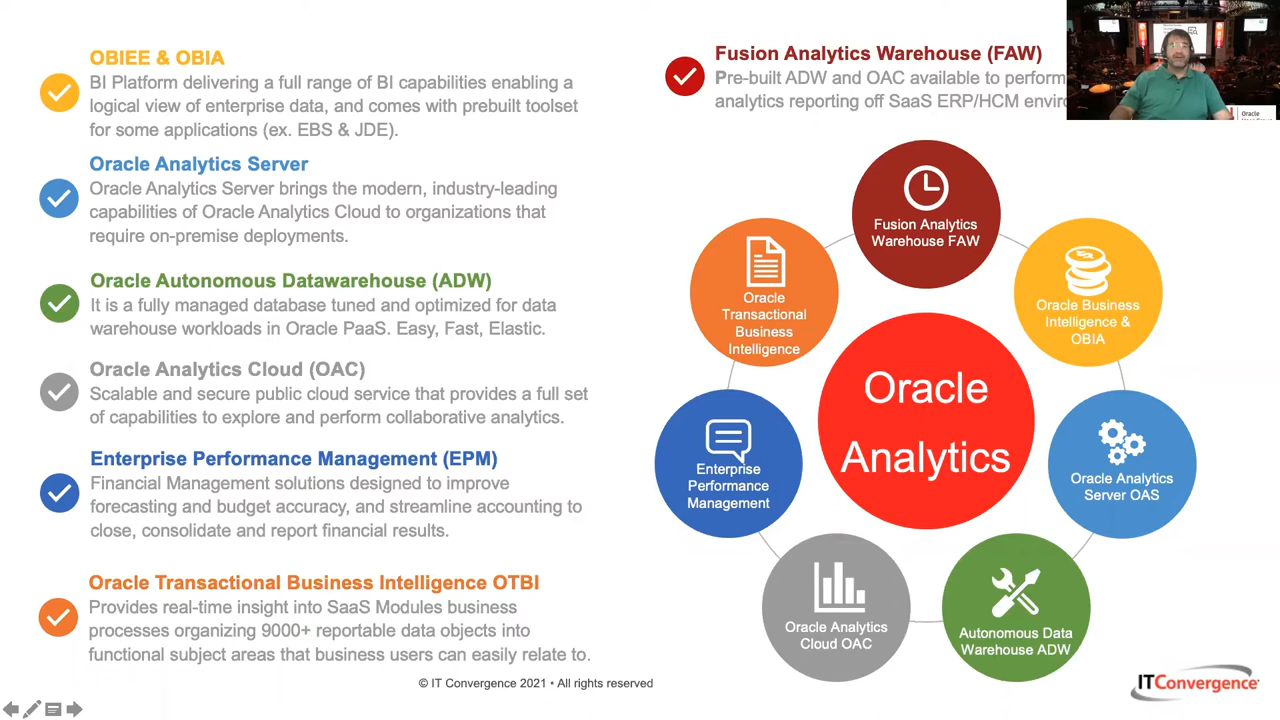 OBIEE & OBIA
BI Platform delivering a full range of BI capabilities enabling a
logical view of enterprise data, and comes with prebuilt toolset
for some applications (ex. EBS & JDE).
Oracle Analytics Server
Oracle Analytics Server brings the modern, industry-leading
capabilities of Oracle Analytics Cloud to organizations that
require on-premise deployments.
Oracle Autonomous Datawarehouse (ADW)
It is a fully managed database tuned and optimized for data
warehouse workloads in Oracle PaaS. Easy, Fast, Elastic.
Oracle Analytics Cloud (OAC)
Scalable and secure public cloud service that provides a full set
of capabilities to explore and perform collaborative analytics.
Enterprise Performance Management (EPM)
Financial Management solutions designed to improve
forecasting and budget accuracy, and streamline accounting to
close, consolidate and report financial results.
Oracle Transactional Business Intelligence OTBI
Provides real-time insight into SaaS Modules business
processes organizing 9000+ reportable data objects into
functional subject areas that business users can easily relate to.
Fusion Analytics Warehouse (FAW)
Pre-built ADW and OAC available to perform
analytics reporting off SaaS ERP/HCM
Oracle
Fusion Analytics
Warehouse FAW
Oracle Business
Intelligence &
OBIA
Oracle Analytics
Server OAS
Autonomous Data
Warehouse ADW
Oracle Analytics
Cloud OAC
Enterprise
Performance
Management
Oracle
Transactional
Business
Intelligence
Oracle
Analytics
© IT Convergence 2021 • All rights reserved
ITConvergence